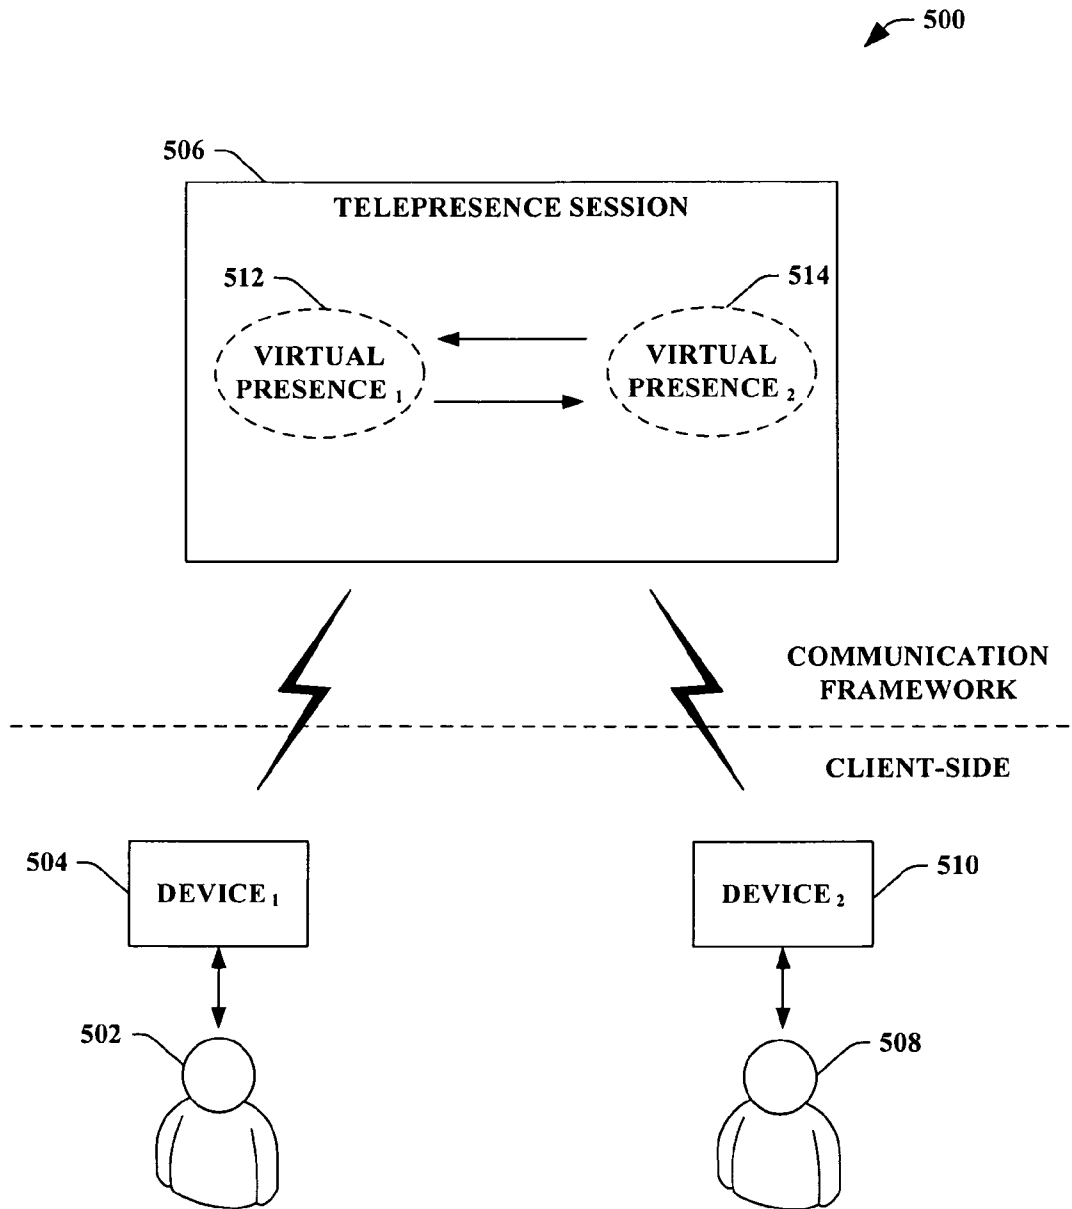 500
506
TELEPRESENCE SESSION
512
514
VIRTUAL
PRESENCE 1
VIRTUAL
PRESENCE 2
COMMUNICATION
FRAMEWORK
CLIENT-SIDE
504
DEVICE 1
DEVICE 2
510
502
508